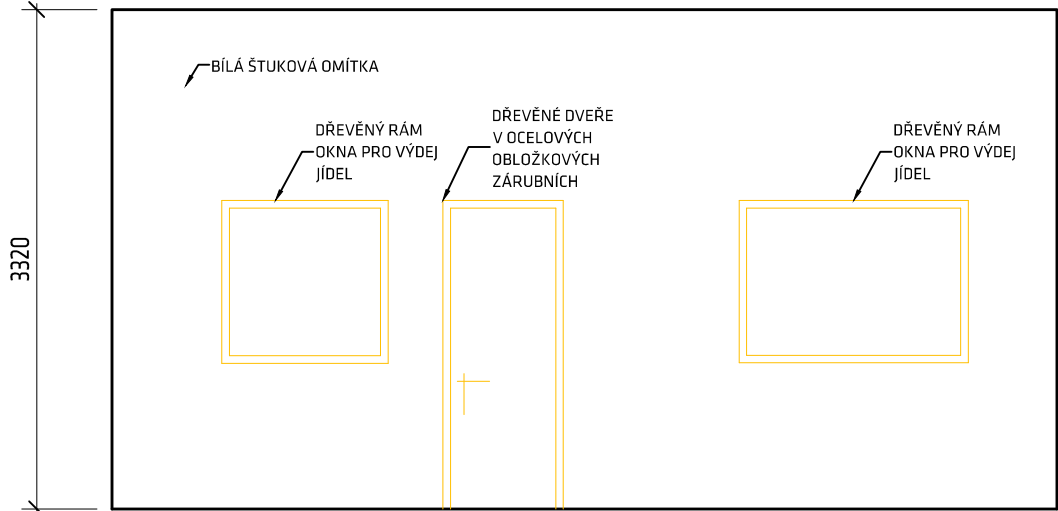 BÍLÁ ŠTUKOVÁ OMÍTKA
DŘEVĚNÝ RÁM
OKNA PRO VÝDEJ
JÍDEL
DŘEVĚNÉ DVEŘE
V OCELOVÝCH
OBLOŽKOVÝCH
ZÁRUBNÍCH
DŘEVĚNÝ RÁM
OKNA PRO VÝDEJ
JÍDEL
3320